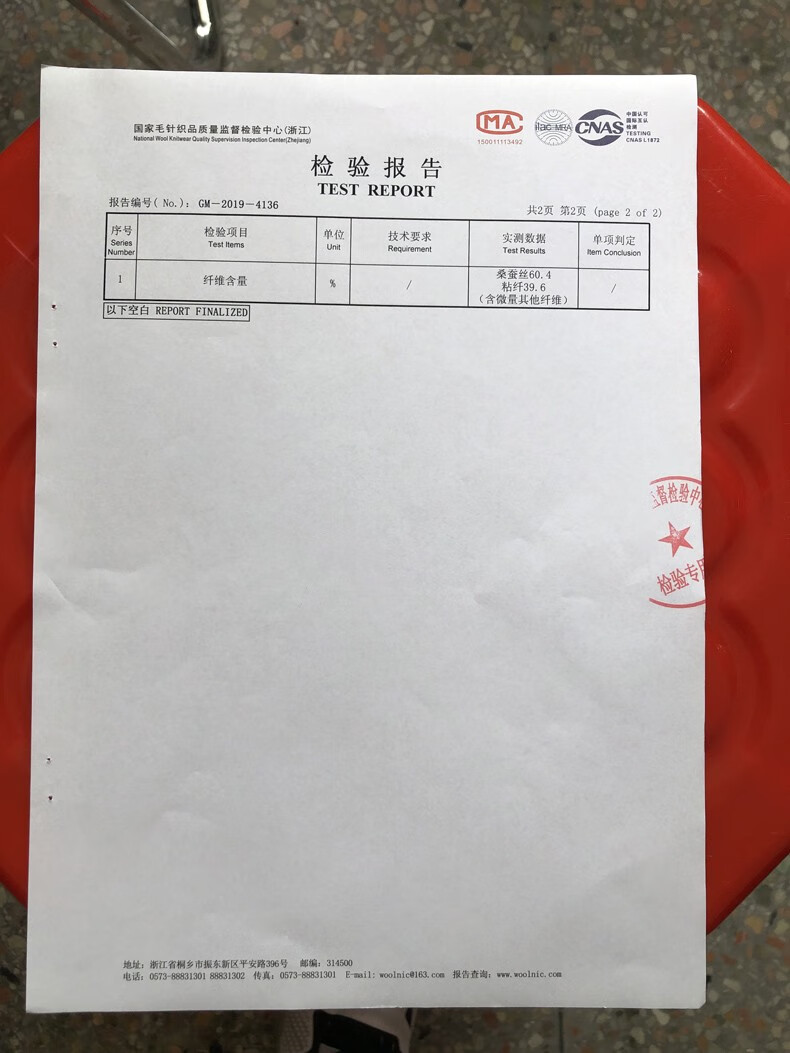 国家毛针织品质量监督检验中心(浙江)
National Wool Knitwear Quality Supervision Inspection Center(Zhejiang)
MA
150011113492
ilac-MRA
CNAS
中国认可
国际互认
检测
TESTING
CNAS L1873
检验报告
TEST REPORT
报告编号( No.): GM-2019-4136
共2页 第2页 (page 2 of 2)
序号 Series Number
检验项目 Test Items
单位 Unit
技术要求 Requirement
实测数据 Test Results
单项判定 Item Conclusion
1
纤维含量
%
/
桑蚕丝60.4
粘纤39.6
(含微量其他纤维)
/
以下空白 REPORT FINALIZED
督检验中
检验专
地址: 浙江省桐乡市振东新区平安路396号 邮编: 314500
电话: 0573-88831301 88831302 传真: 0573-88831301 E-mail: woolnic@163.com 报告查询: www.woolnic.com